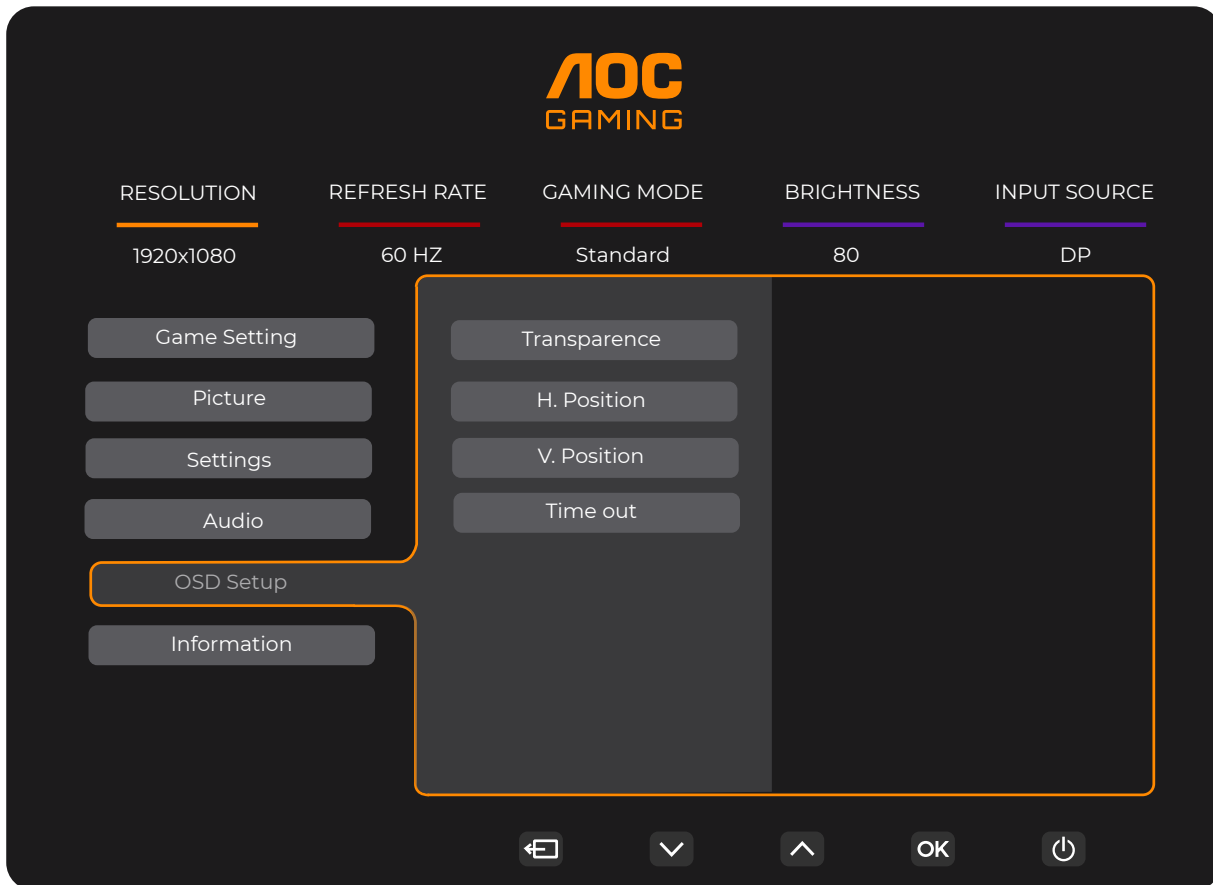 AOC
GAMING
RESOLUTION REFRESH RATE GAMING MODE BRIGHTNESS INPUT SOURCE
1920x1080 60 HZ Standard 80 DP
Game Setting
Picture
Settings
Audio
OSD Setup
Information
Transparence
H. Position
V. Position
Time out
OK